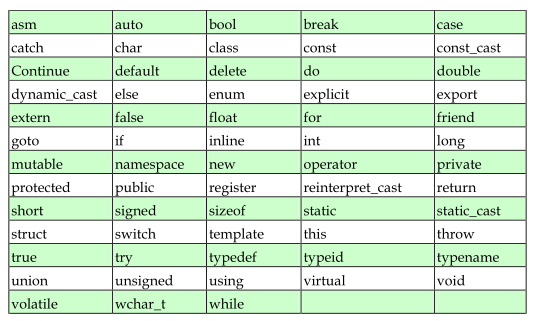 asm auto bool break case
catch char class const const_cast
Continue default delete do double
dynamic_cast else enum explicit export
extern false float for friend
goto if inline int long
mutable namespace new operator private
protected public register reinterpret_cast return
short signed sizeof static static_cast
struct switch template this throw
true try typedef typeid typename
union unsigned using virtual void
volatile wchar_t while